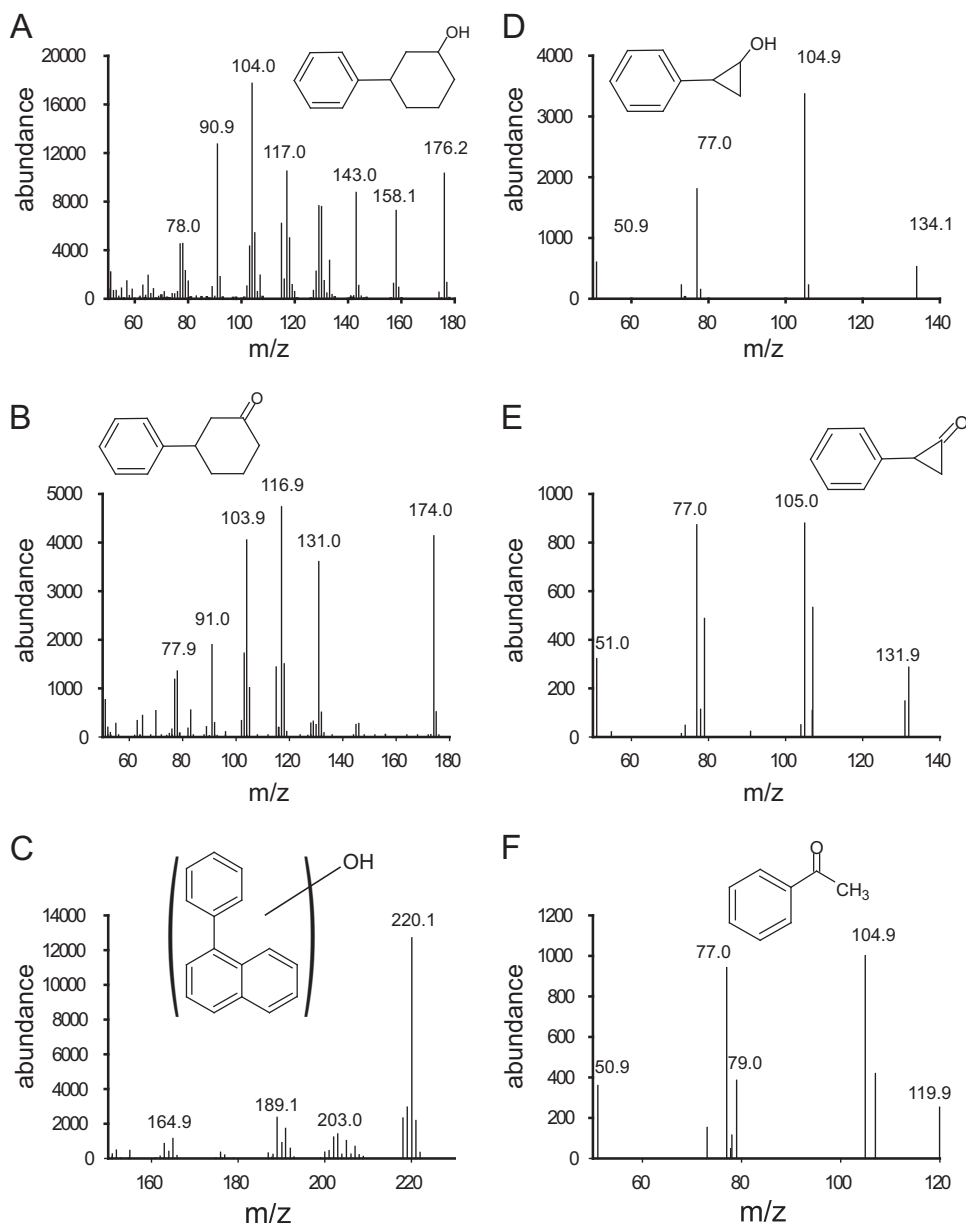 A
OH
abundance
20000
16000
12000
8000
4000
0
104.0
90.9
117.0
176.2
143.0
158.1
78.0
60 80 100 120 140 160 180
m/z
D
OH
abundance
4000
3000
2000
1000
0
104.9
77.0
50.9
134.1
60 80 100 120 140
m/z
B
O
abundance
5000
4000
3000
2000
1000
0
116.9
103.9
174.0
131.0
91.0
77.9
60 80 100 120 140 160 180
m/z
E
O
abundance
1000
800
600
400
200
0
77.0
105.0
51.0
131.9
60 80 100 120 140
m/z
C
OH
abundance
14000
12000
10000
8000
6000
4000
2000
0
220.1
189.1
203.0
164.9
160 180 200 220
m/z
F
O
CH3
abundance
1200
1000
800
600
400
200
0
104.9
77.0
50.9
79.0
119.9
60 80 100 120
m/z